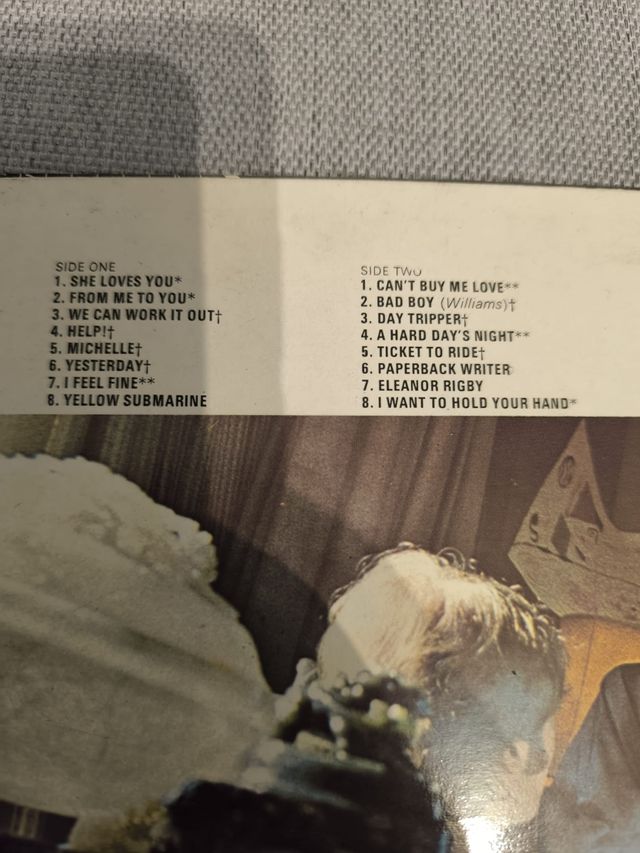 SIDE ONE
1. SHE LOVES YOU*
2. FROM ME TO YOU*
3. WE CAN WORK IT OUT†
4. HELP!†
5. MICHELLE†
6. YESTERDAY†
7. I FEEL FINE**
8. YELLOW SUBMARINE
SIDE TWO
1. CAN'T BUY ME LOVE**
2. BAD BOY (Williams)†
3. DAY TRIPPER†
4. A HARD DAY'S NIGHT**
5. TICKET TO RIDE†
6. PAPERBACK WRITER
7. ELEANOR RIGBY
8. I WANT TO HOLD YOUR HAND*